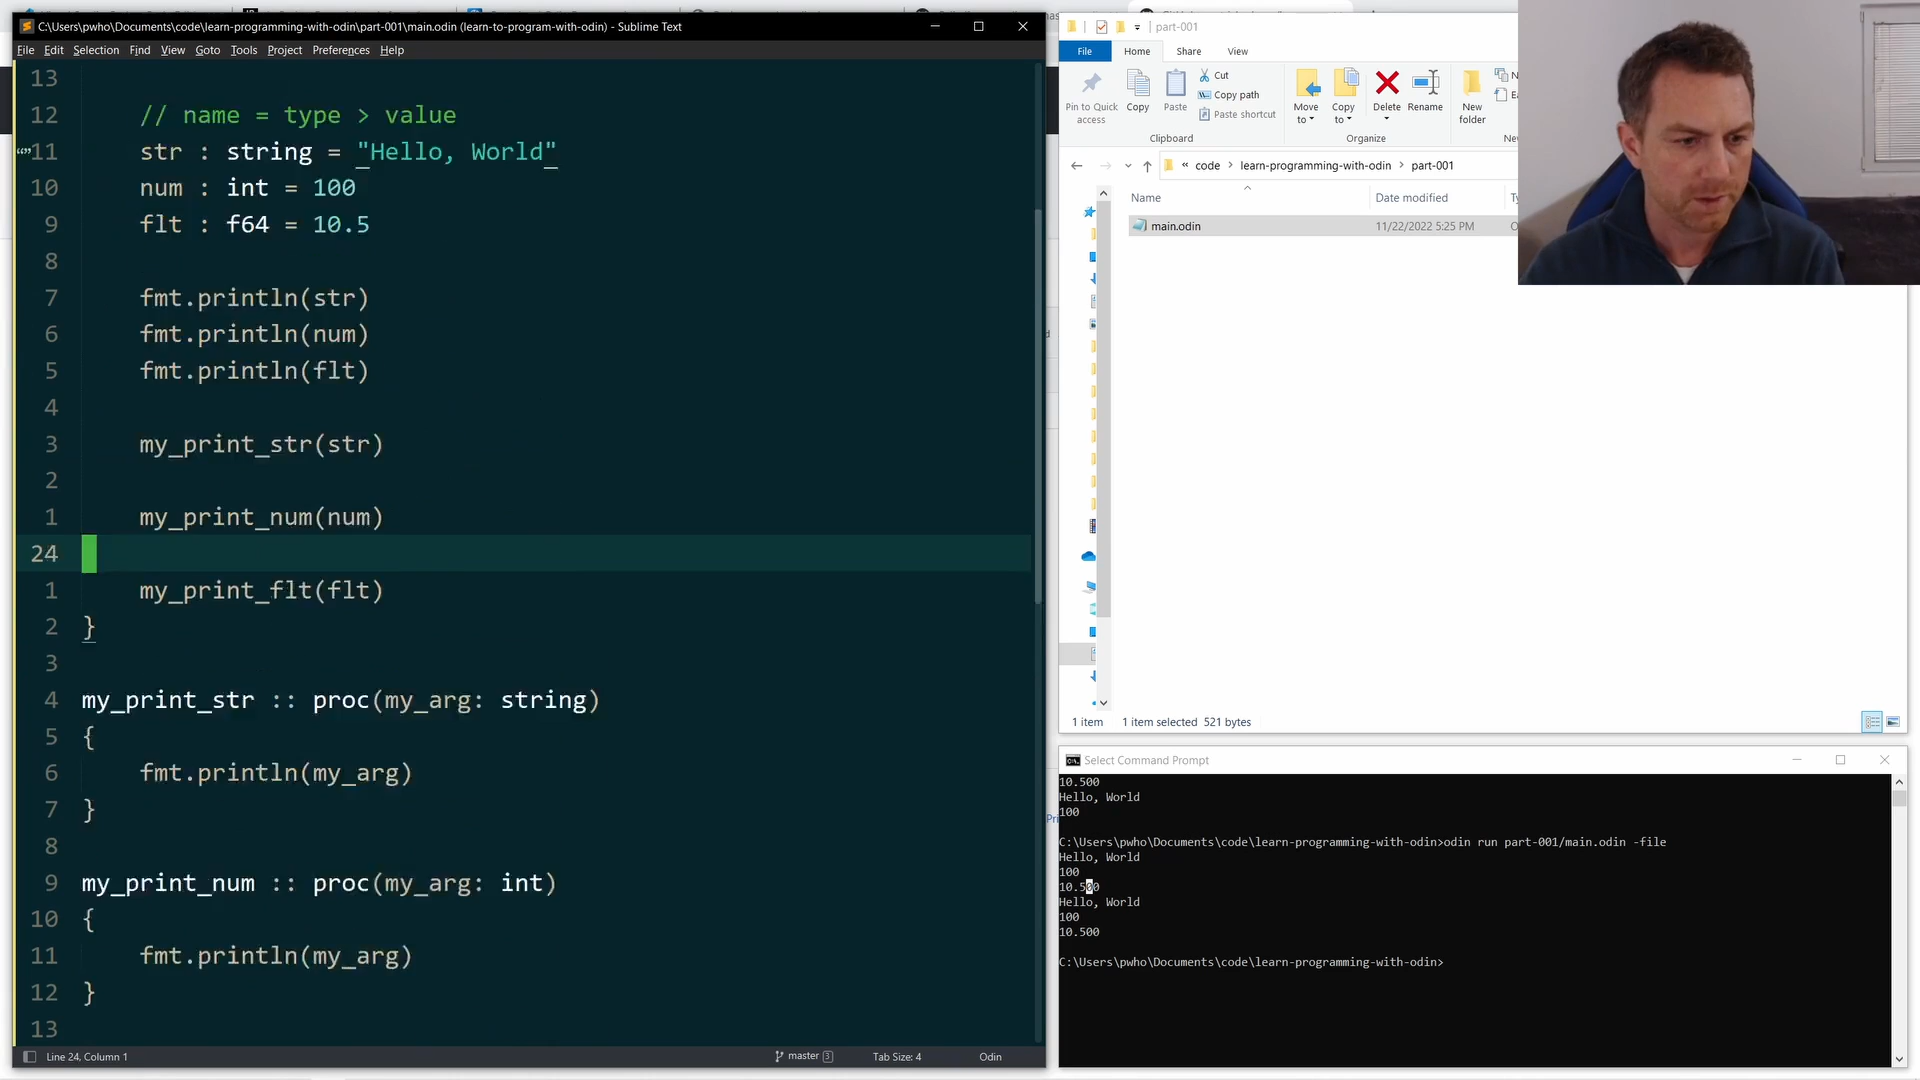 C:\Users\pwho\Documents\code\learn-programming-with-odin\part-001\main.odin (learn-to-program-with-odin) - Sublime Text
File Edit Selection Find View Goto Tools Project Preferences Help
13
12 // name = type > value
11 str : string = "Hello, World"
10 num : int = 100
9 flt : f64 = 10.5
8
7 fmt.println(str)
6 fmt.println(num)
5 fmt.println(flt)
4
3 my_print_str(str)
2
1 my_print_num(num)
24
1 my_print_flt(flt)
2 }
3
4 my_print_str :: proc(my_arg: string)
5 {
6 fmt.println(my_arg)
7 }
8
9 my_print_num :: proc(my_arg: int)
10 {
11 fmt.println(my_arg)
12 }
13
Line 24, Column 1
master 3
Tab Size: 4
Odin
part-001
File Home Share View
Pin to Quick access
Copy
Paste
Cut
Copy path
Paste shortcut
Clipboard
Move to
Copy to
Delete
Rename
Organize
New folder
« code > learn-programming-with-odin > part-001
Name Date modified
main.odin 11/22/2022 5:25 PM
1 item 1 item selected 521 bytes
Select Command Prompt
10.500
Hello, World
100
C:\Users\pwho\Documents\code\learn-programming-with-odin>odin run part-001/main.odin -file
Hello, World
100
10.500
Hello, World
100
10.500
C:\Users\pwho\Documents\code\learn-programming-with-odin>